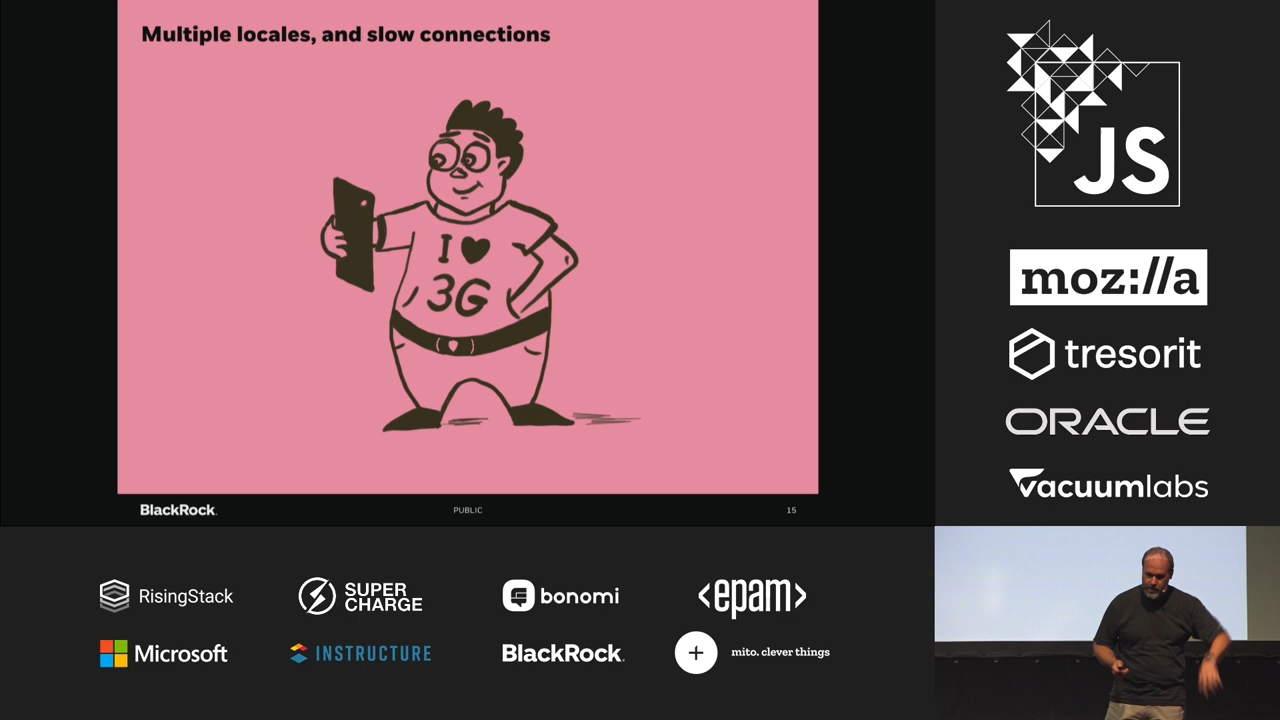 Multiple locales, and slow connections
I
3G
BlackRock.
PUBLIC
15
JS
moz://a
tresorit
ORACLE
vacuumlabs
RisingStack
SUPER
CHARGE
bonomi
<epam>
Microsoft
INSTRUCTURE
BlackRock.
+
mito. clever things